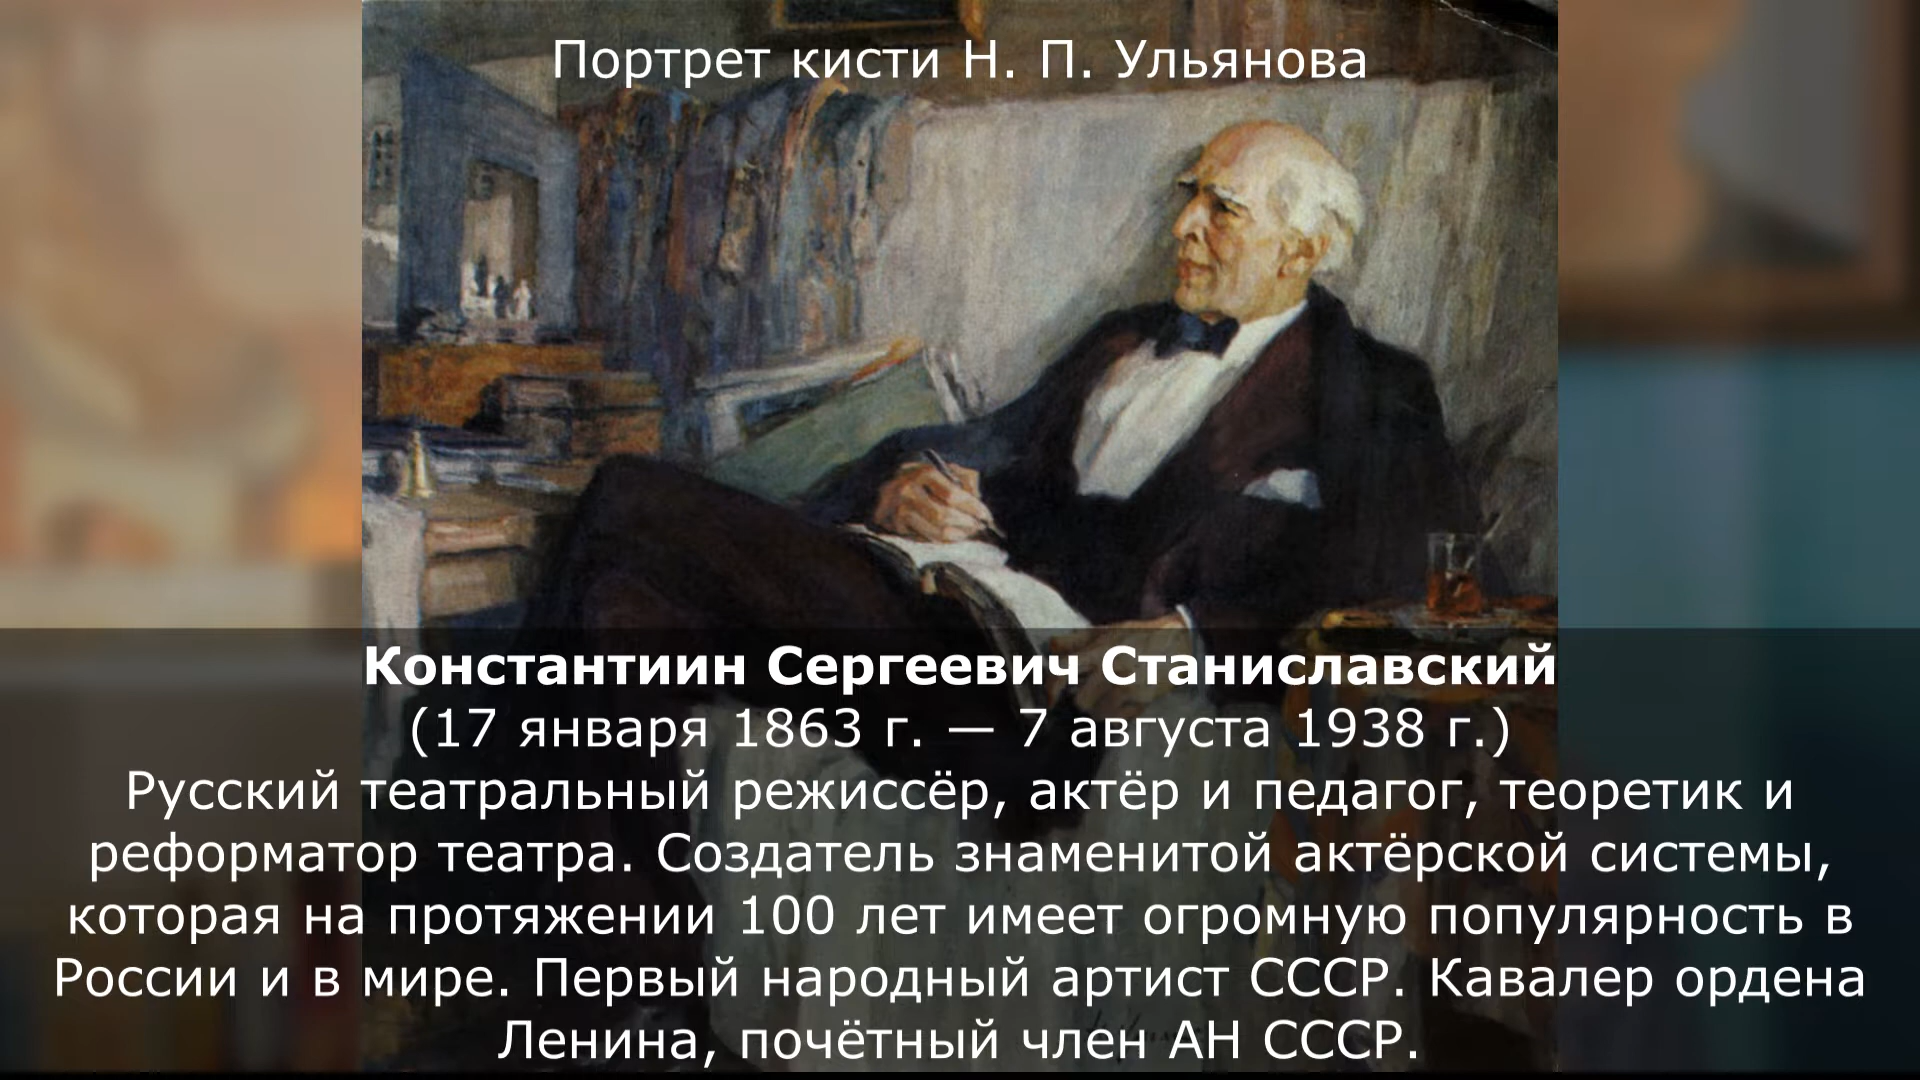 Портрет кисти Н. П. Ульянова
Константиин Сергеевич Станиславский
(17 января 1863 г. — 7 августа 1938 г.)
Русский театральный режиссёр, актёр и педагог, теоретик и
реформатор театра. Создатель знаменитой актёрской системы,
которая на протяжении 100 лет имеет огромную популярность в
России и в мире. Первый народный артист СССР. Кавалер ордена
Ленина, почётный член АН СССР.